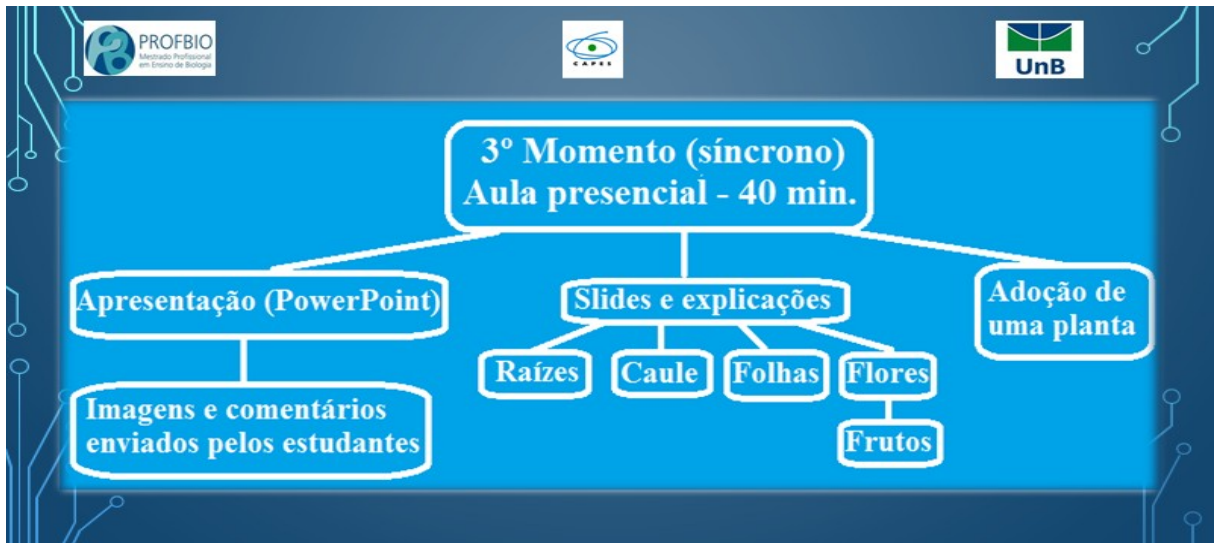 PROFBIO
Mestrado Profissional
em Ensino de Biologia
CAPES
UnB
3º Momento (síncrono)
Aula presencial - 40 min.
Apresentação (PowerPoint)
Slides e explicações
Adoção de
uma planta
Raízes
Caule
Folhas
Flores
Imagens e comentários
enviados pelos estudantes
Frutos